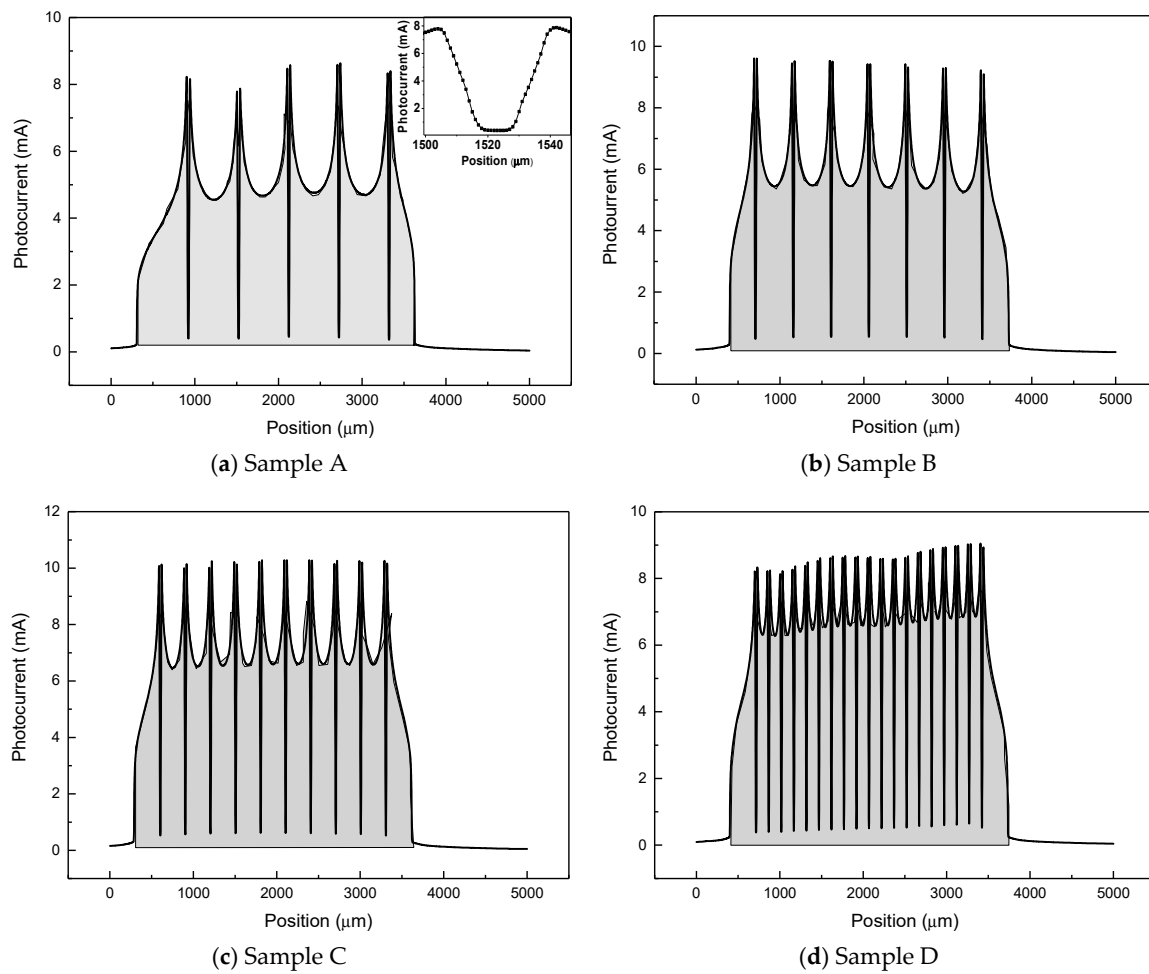 10
8
6
4
2
0
Photocurrent (mA)
0 1000 2000 3000 4000 5000
Position (μm)
8
6
4
2
Photocurrent (mA)
1500 1520 1540
Position (μm)
(a) Sample A
10
8
6
4
2
0
Photourrent (mA)
0 1000 2000 3000 4000 5000
Position (μm)
(b) Sample B
12
10
8
6
4
2
0
Photocurrent (mA)
0 1000 2000 3000 4000 5000
Position (μm)
(c) Sample C
10
8
6
4
2
0
Photocurrent (mA)
0 1000 2000 3000 4000 5000
Position (μm)
(d) Sample D